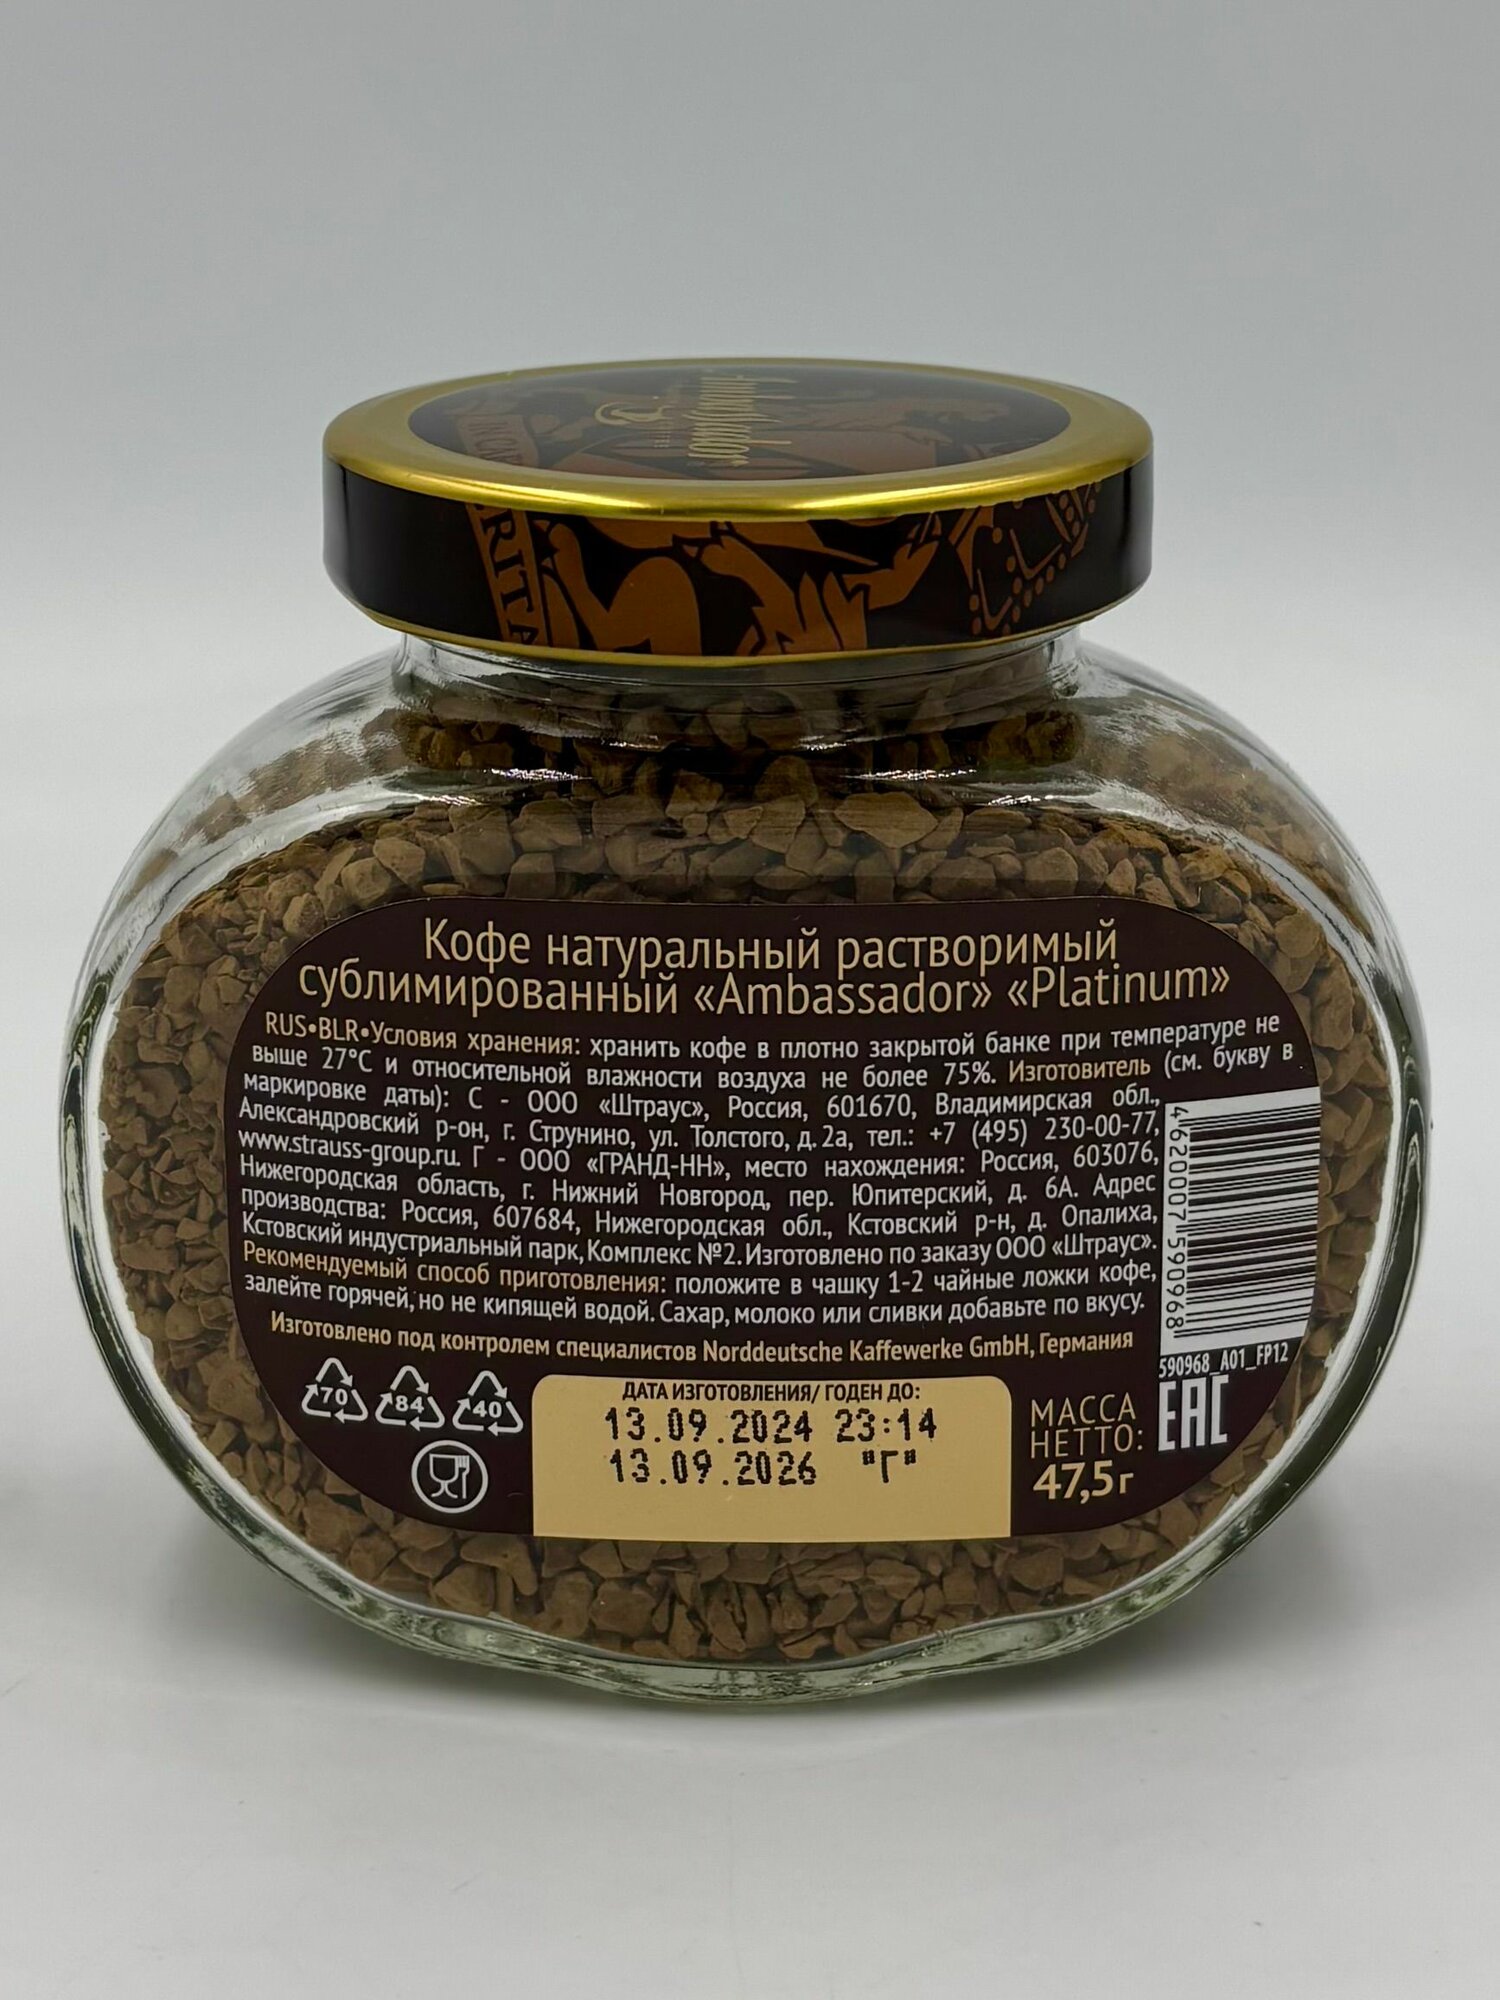 Ambassador
RITA
Кофе натуральный растворимый
сублимированный «Ambassador» «Platinum»
RUS•BLR•Условия хранения: хранить кофе в плотно закрытой банке при температуре не
выше 27°С и относительной влажности воздуха не более 75%. Изготовитель (см. букву в
маркировке даты): С - ООО «Штраус», Россия, 601670, Владимирская обл.,
Александровский р-он, г. Струнино, ул. Толстого, д. 2а, тел.: +7 (495) 230-00-77,
www.strauss-group.ru. Г - ООО «ГРАНД-НН», место нахождения: Россия, 603076,
Нижегородская область, г. Нижний Новгород, пер. Юпитерский, д. 6А. Адрес
производства: Россия, 607684, Нижегородская обл., Кстовский р-н, д. Опалиха,
Кстовский индустриальный парк, Комплекс №2. Изготовлено по заказу ООО «Штраус».
Рекомендуемый способ приготовления: положите в чашку 1-2 чайные ложки кофе,
залейте горячей, но не кипящей водой. Сахар, молоко или сливки добавьте по вкусу.
Изготовлено под контролем специалистов Norddeutsche Kaffewerke GmbH, Германия
4 620007 590968
590968_A01_FP12
70 84 40
ДАТА ИЗГОТОВЛЕНИЯ/ ГОДЕН ДО:
13.09.2024 23:14
13.09.2026 "Г"
МАССА
НЕТТО:
47,5г
EAC